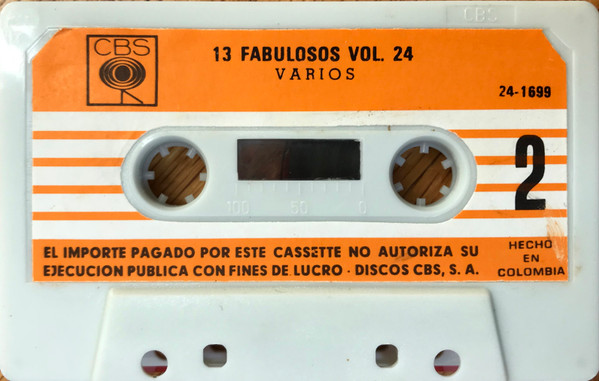 CBS
CBS
13 FABULOSOS VOL. 24
VARIOS
24-1699
2
100 50 0
EL IMPORTE PAGADO POR ESTE CASSETTE NO AUTORIZA SU
EJECUCION PUBLICA CON FINES DE LUCRO · DISCOS CBS, S. A.
HECHO
EN
COLOMBIA